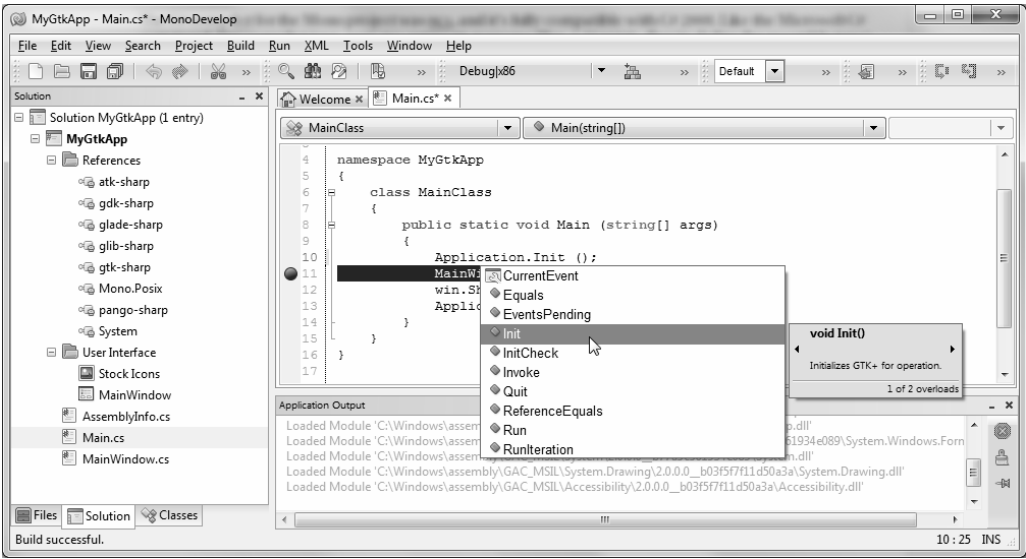 MyGtkApp - Main.cs* - MonoDevelop
File Edit View Search Project Build Run XML Tools Window Help
Debug|x86
Default
Solution
Solution MyGtkApp (1 entry)
MyGtkApp
References
atk-sharp
gdk-sharp
glade-sharp
glib-sharp
gtk-sharp
Mono.Posix
pango-sharp
System
User Interface
Stock Icons
MainWindow
AssemblyInfo.cs
Main.cs
MainWindow.cs
Files Solution Classes
Welcome × Main.cs* ×
MainClass Main(string[])
4 namespace MyGtkApp
5 {
6 class MainClass
7 {
8 public static void Main (string[] args)
9 {
10 Application.Init ();
11 MainWi
12 win.Sh
13 Applic
14 }
15 }
16 }
17
CurrentEvent
Equals
EventsPending
Init
InitCheck
Invoke
Quit
ReferenceEquals
Run
RunIteration
void Init()
Initializes GTK+ for operation.
1 of 2 overloads
Application Output
Loaded Module 'C:\Windows\assem p.dll'
Loaded Module 'C:\Windows\assem 61934e089\System.Windows.Form
Loaded Module 'C:\Windows\assembly\GAC_MSIL\System.Drawing\2.0.0.0__b03f5f7f11d50a3a\System.Drawing.dll'
Loaded Module 'C:\Windows\assembly\GAC_MSIL\Accessibility\2.0.0.0__b03f5f7f11d50a3a\Accessibility.dll'
Build successful.
10 : 25 INS